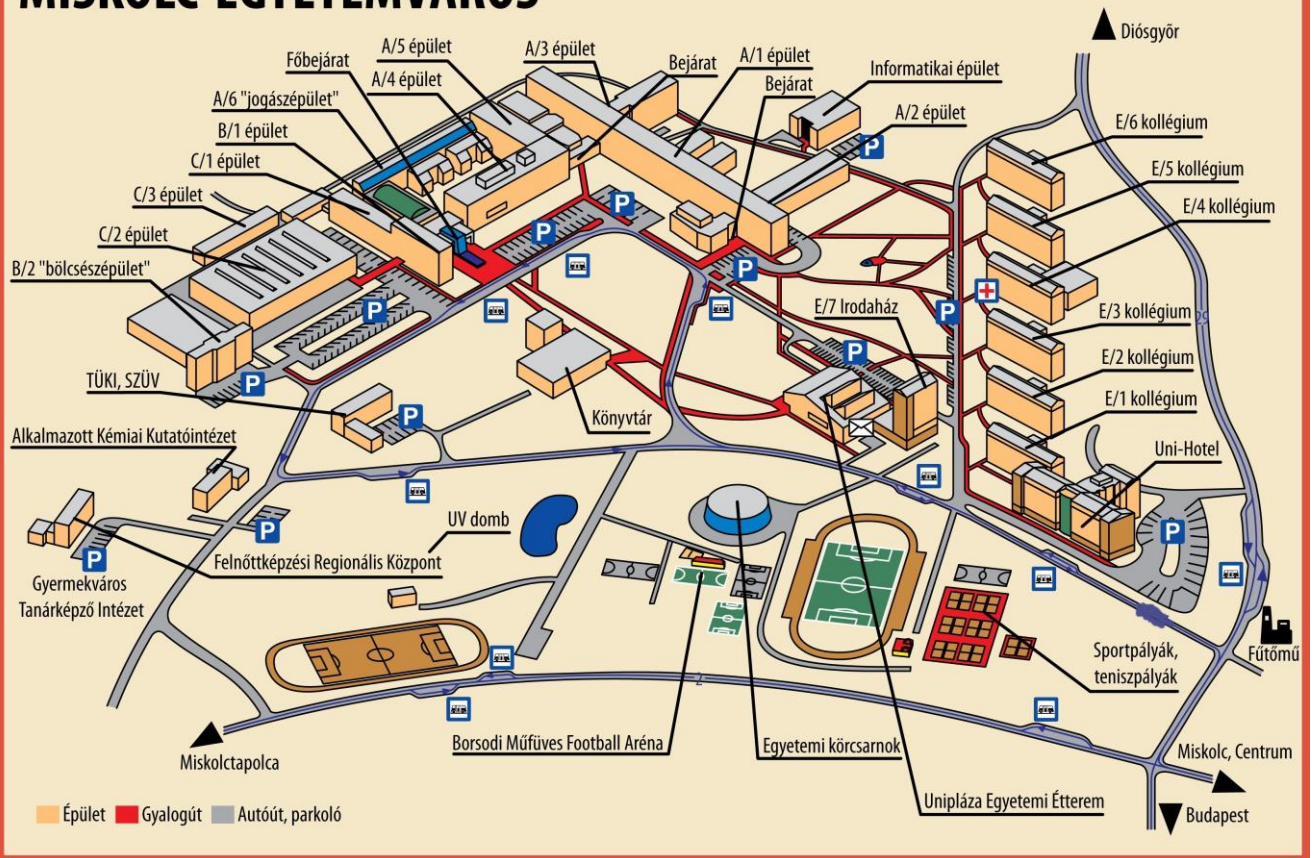 MISKOLC-EGYETEMVÁROS
Diósgyőr
Főbejárat
A/5 épület
A/3 épület
Bejárat
A/1 épület
A/4 épület
Bejárat
Informatikai épület
A/6 "jogászépület"
A/2 épület
B/1 épület
E/6 kollégium
C/1 épület
E/5 kollégium
C/3 épület
E/4 kollégium
C/2 épület
B/2 "bölcsészépület"
E/7 Irodaház
E/3 kollégium
29
E/2 kollégium
TÜKI, SZÜV
E/1 kollégium
Könyvtár
Alkalmazott Kémiai Kutatóintézet
Uni-Hotel
UV domb
Felnőttképzési Regionális Központ
Gyermekváros
Tanárképző Intézet
Sportpályák,
teniszpályák
Fűtőmű
2
Borsodi Műfüves Football Aréna
Egyetemi körcsarnok
Miskolctapolca
Miskolc, Centrum
Unipláza Egyetemi Étterem
Budapest
Épület
Gyalogút
Autóút, parkoló
P
P
P
P
P
P
P
P
P
P
P
P